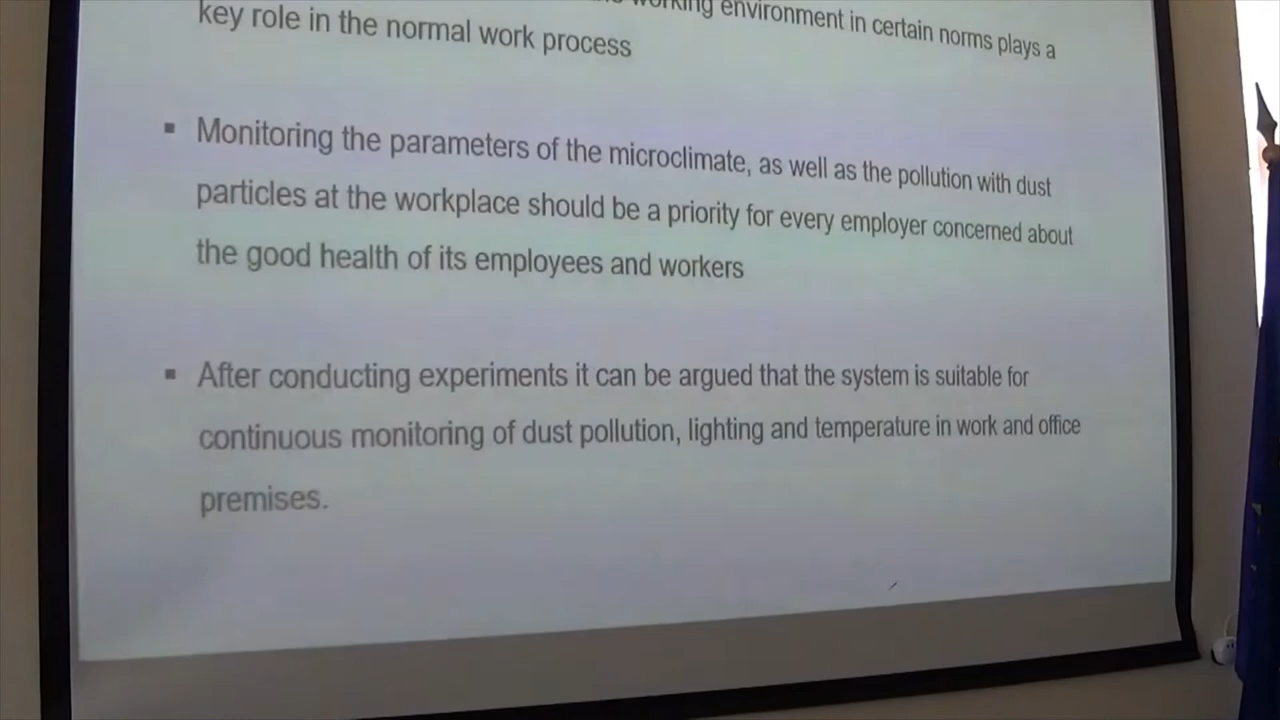 working environment in certain norms plays a
key role in the normal work process
▪ Monitoring the parameters of the microclimate, as well as the pollution with dust
particles at the workplace should be a priority for every employer concerned about
the good health of its employees and workers
▪ After conducting experiments it can be argued that the system is suitable for
continuous monitoring of dust pollution, lighting and temperature in work and office
premises.